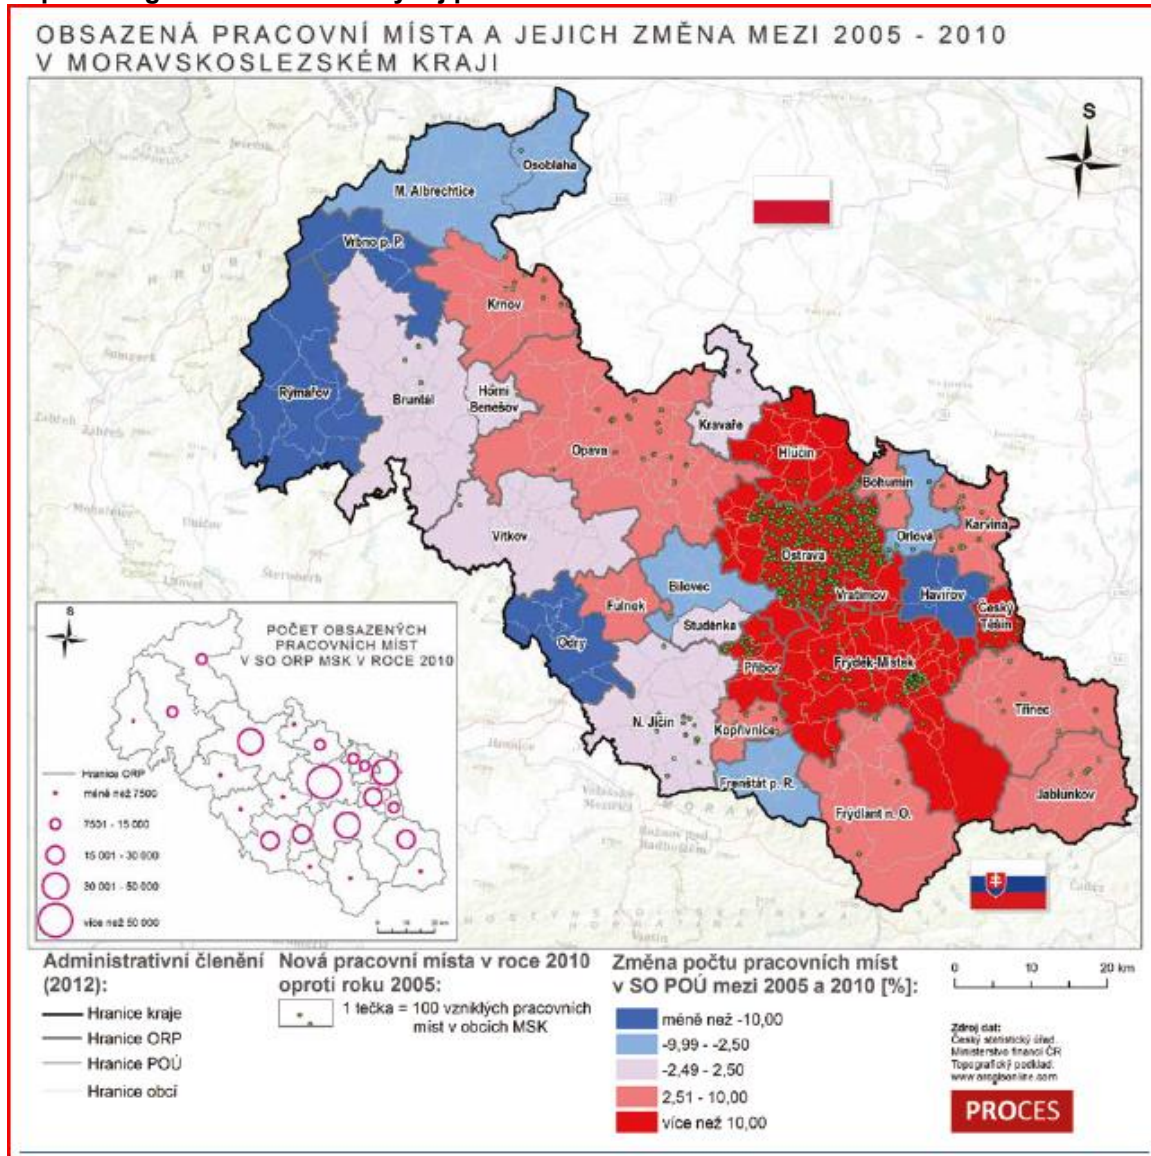 OBSAZENÁ PRACOVNÍ MÍSTA A JEJICH ZMĚNA MEZI 2005 - 2010
V MORAVSKOSLEZSKÉM KRAJI
S
Osoblaha
M. Albrechtice
Vrbno p. P.
Krnov
Rýmařov
Bruntál
Horní
Benešov
Kravaře
Opava
Hlučín
Bohumín
Karviná
Orlová
Vítkov
Ostrava
Bílovec
Vratimov
Havířov
Český
Těšín
Fulnek
Studénka
Odry
Příbor
Frýdek-Místek
N. Jičín
Kopřivnice
Třinec
Frenštát p. R.
Jablunkov
Frýdlant n. O.
S
POČET OBSAZENÝCH
PRACOVNÍCH MÍST
V SO ORP MSK V ROCE 2010
Hranice ORP
méně než 7500
7501 - 15 000
15 001 - 30 000
30 001 - 50 000
více než 50 000
0 10 20 km
Administrativní členění
(2012):
Hranice kraje
Hranice ORP
Hranice POÚ
Hranice obcí
Nová pracovní místa v roce 2010
oproti roku 2005:
1 tečka = 100 vzniklých pracovních
míst v obcích MSK
Změna počtu pracovních míst
v SO POÚ mezi 2005 a 2010 [%]:
méně než -10,00
-9,99 - -2,50
-2,49 - 2,50
2,51 - 10,00
více než 10,00
0 10 20 km
Zdroj dat:
Český statistický úřad
Ministerstvo financí ČR
Topografický podklad:
www.arcgisonline.com
PROCES